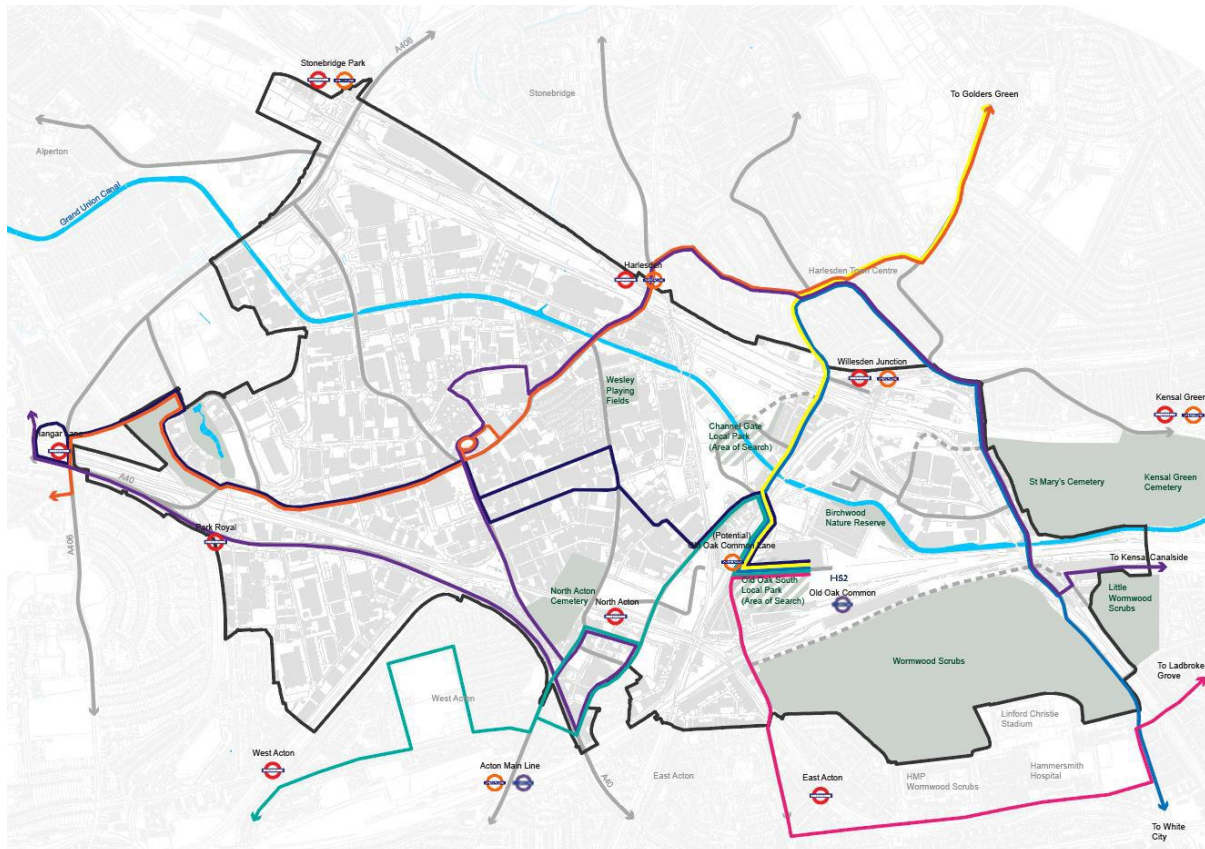 A406
Stonebridge Park
Stonebridge
To Golders Green
Alperton
Grand Union Canal
Harlesden
Harlesden Town Centre
Willesden Junction
Wesley
Playing
Fields
Kensal Green
Channel Gate
Local Park
(Area of Search)
Hangar Lane
A40
St Mary's Cemetery
Kensal Green
Cemetery
Park Royal
A406
Birchwood
Nature Reserve
(Potential)
Old Oak Common Lane
To Kensal Canalside
HS2
Old Oak Common
Old Oak South
Local Park
(Area of Search)
North Acton
Cemetery
North Acton
Little
Wormwood
Scrubs
Wormwood Scrubs
To Ladbroke
Grove
West Acton
Linford Christie
Stadium
West Acton
Acton Main Line
A40
East Acton
East Acton
HMP
Wormwood Scrubs
Hammersmith
Hospital
To White
City